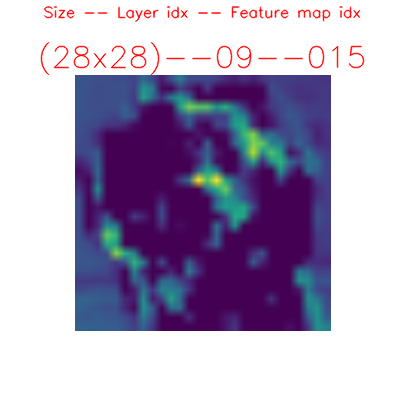 Size -- Layer idx -- Feature map idx
(28x28)--09--015